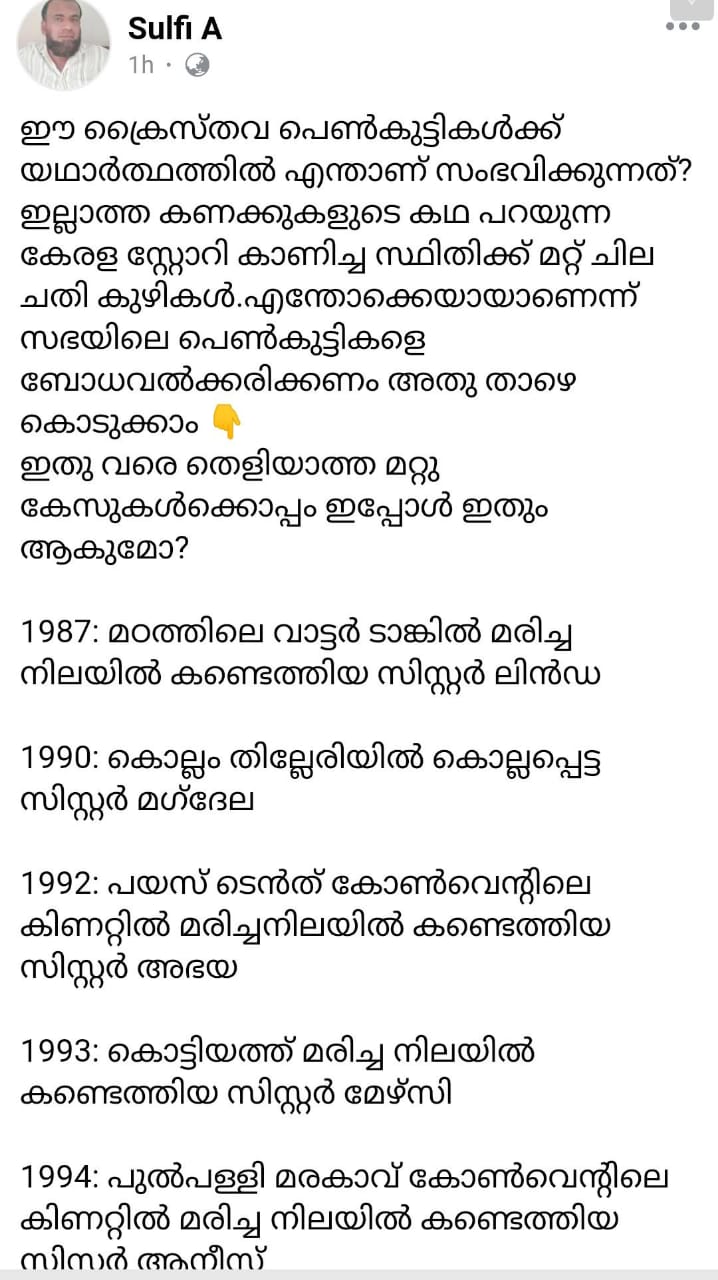 Sulfi A
1h ·
ഈ ക്രൈസ്തവ പെൺകുട്ടികൾക്ക്
യഥാർത്ഥത്തിൽ എന്താണ് സംഭവിക്കുന്നത്?
ഇല്ലാത്ത കണക്കുകളുടെ കഥ പറയുന്ന
കേരള സ്റ്റോറി കാണിച്ച സ്ഥിതിക്ക് മറ്റ് ചില
ചതി കുഴികൾ.എന്തോക്കെയായാണെന്ന്
സഭയിലെ പെൺകുട്ടികളെ
ബോധവൽക്കരിക്കണം അതു താഴെ
കൊടുക്കാം 👇
ഇതു വരെ തെളിയാത്ത മറ്റു
കേസുകൾക്കൊപ്പം ഇപ്പോൾ ഇതും
ആകുമോ?
1987: മഠത്തിലെ വാട്ടർ ടാങ്കിൽ മരിച്ച
നിലയിൽ കണ്ടെത്തിയ സിസ്റ്റർ ലിൻഡ
1990: കൊല്ലം തില്ലേരിയിൽ കൊല്ലപ്പെട്ട
സിസ്റ്റർ മഗ്ദേല
1992: പയസ് ടെൻത് കോൺവെന്റിലെ
കിണറ്റിൽ മരിച്ചനിലയിൽ കണ്ടെത്തിയ
സിസ്റ്റർ അഭയ
1993: കൊട്ടിയത്ത് മരിച്ച നിലയിൽ
കണ്ടെത്തിയ സിസ്റ്റർ മേഴ്സി
1994: പുൽപള്ളി മരകാവ് കോൺവെന്റിലെ
കിണറ്റിൽ മരിച്ച നിലയിൽ കണ്ടെത്തിയ
സിസ്റ്റർ ആനീസ്